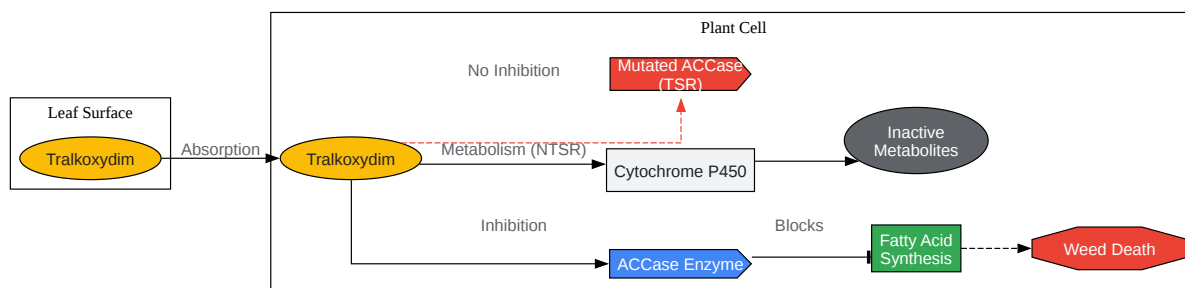 Plant Cell
No Inhibition
Mutated ACCase
(TSR)
Leaf Surface
Tralkoxydim
Absorption
Tralkoxydim
Metabolism (NTSR)
Cytochrome P450
Inactive
Metabolites
Inhibition
ACCase Enzyme
Blocks
Fatty Acid
Synthesis
Weed Death